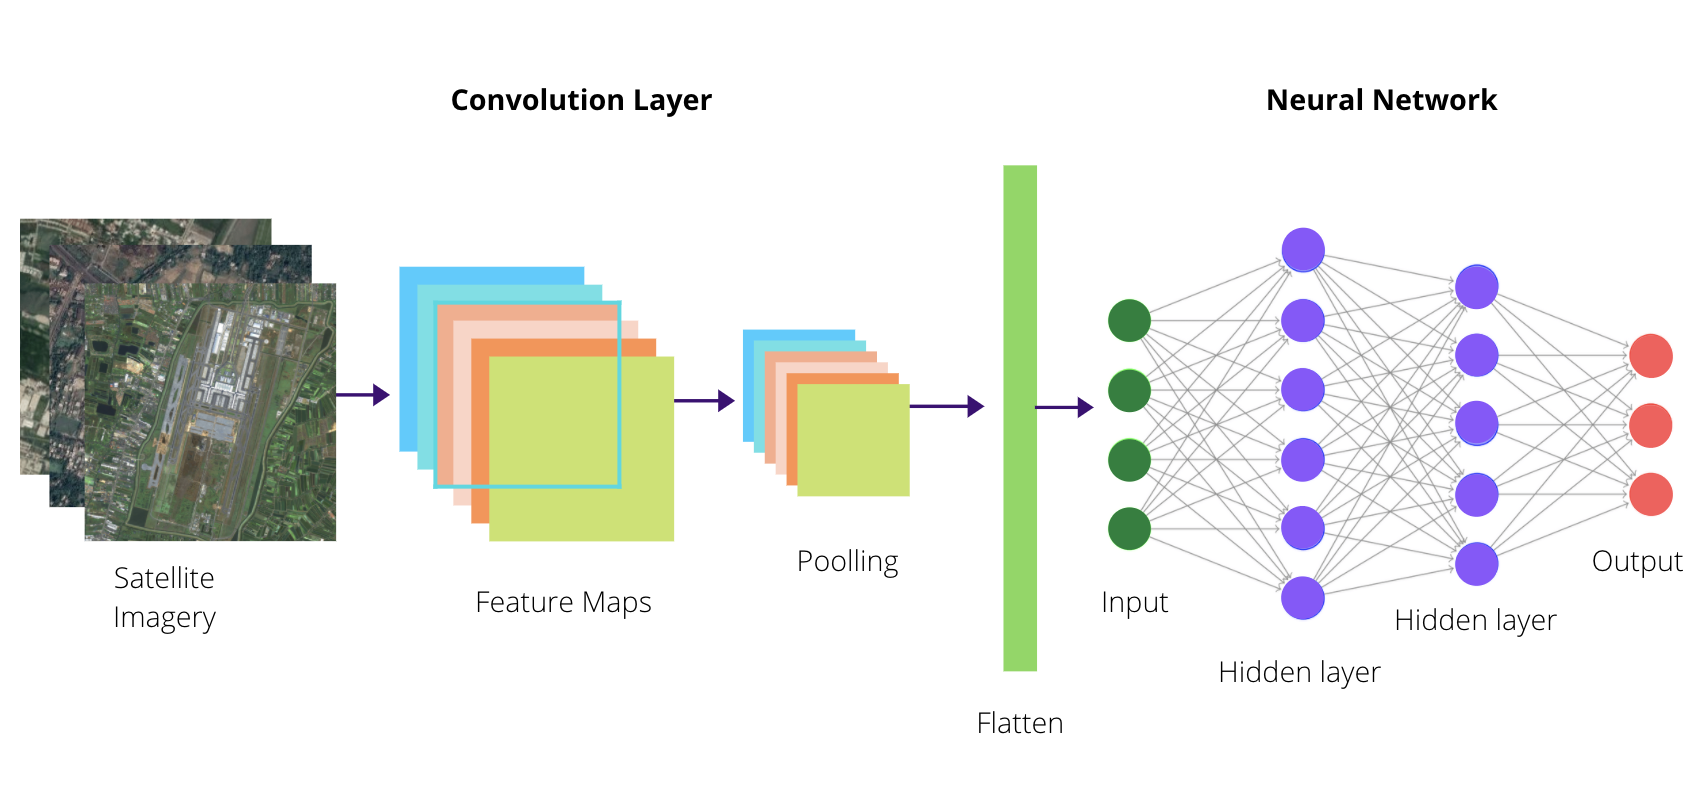 Convolution Layer
Neural Network
Satellite
Imagery
Feature Maps
Poolling
Flatten
Input
Hidden layer
Hidden layer
Output